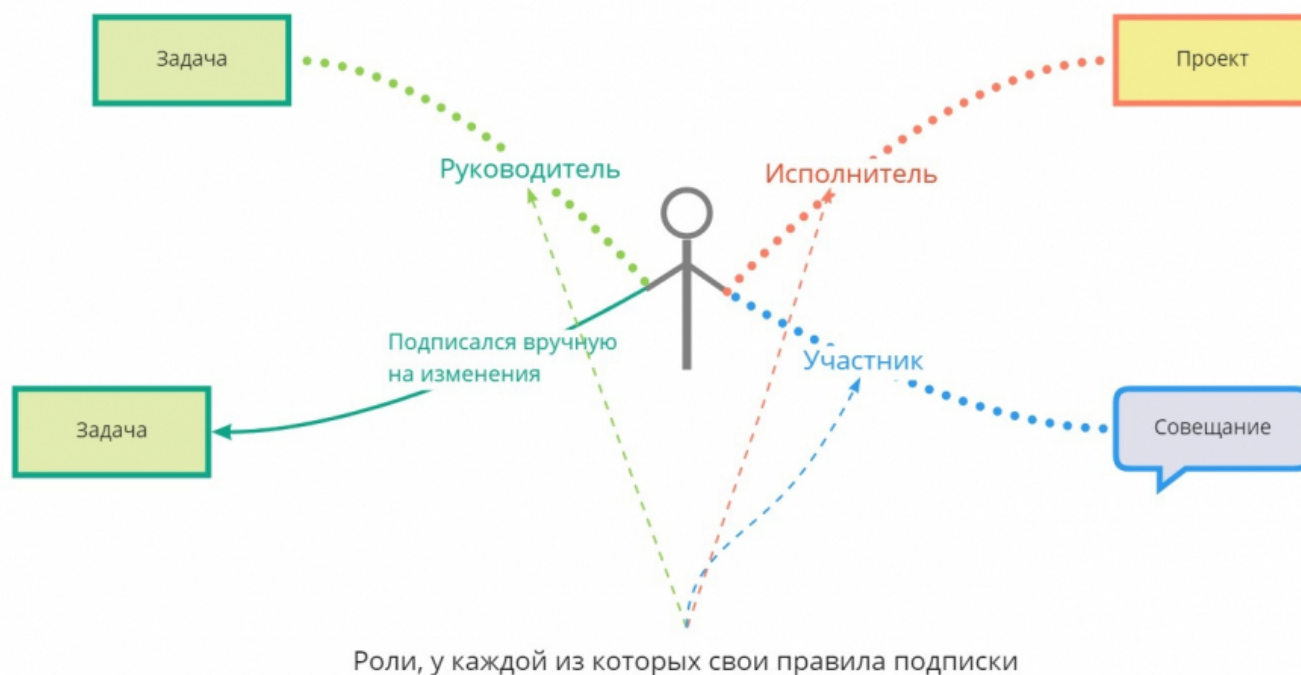 Задача
Проект
Руководитель
Исполнитель
Подписался вручную
на изменения
Участник
Задача
Совещание
Роли, у каждой из которых свои правила подписки